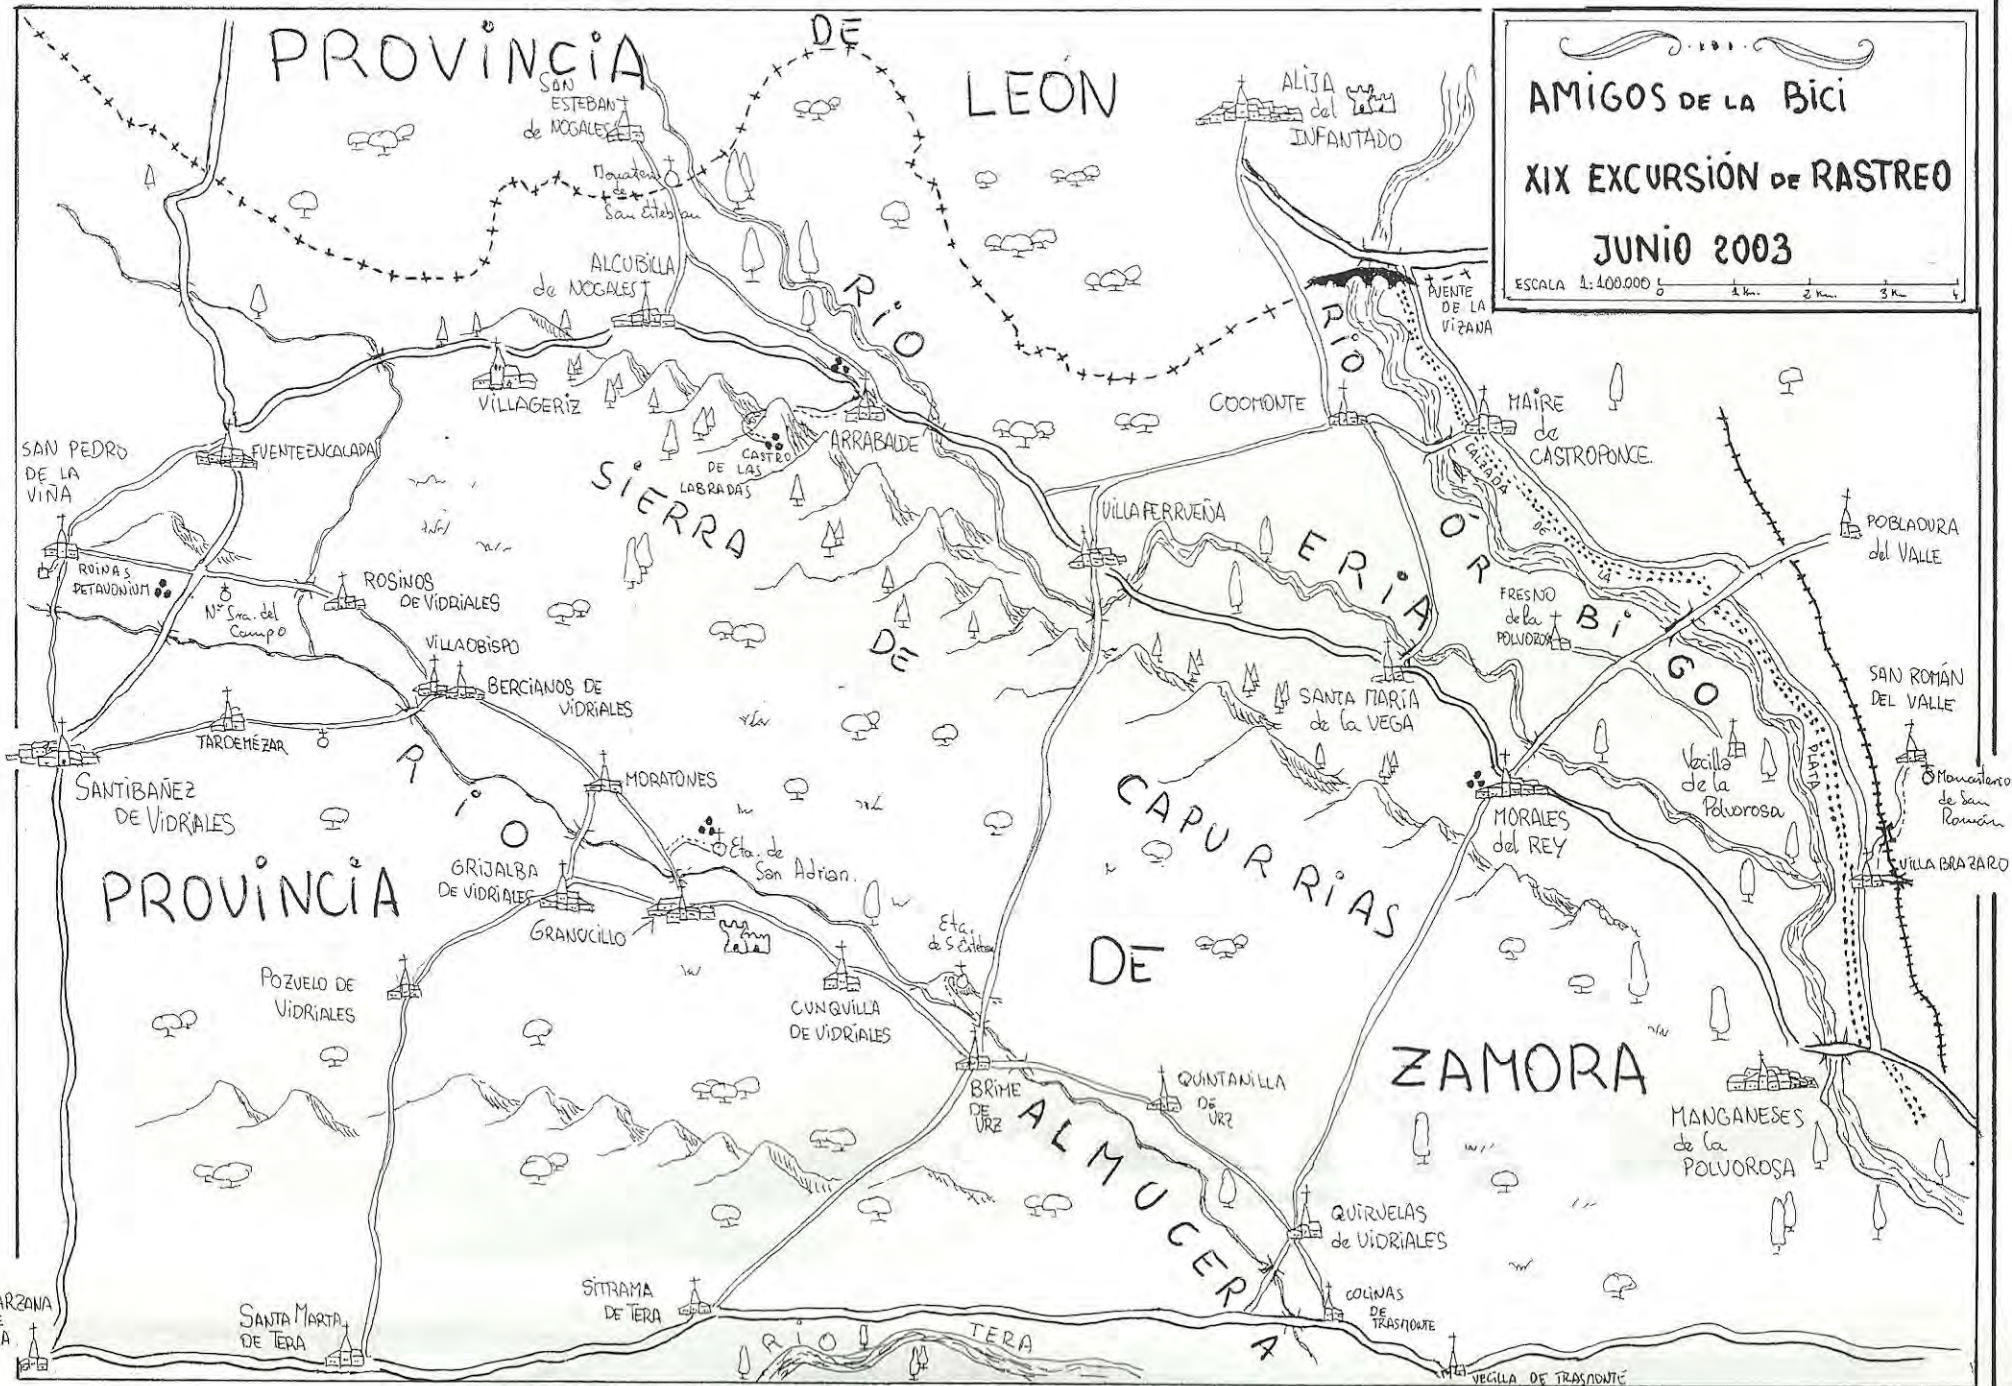 PROVINCIA
DE
LEÓN
AMIGOS DE LA BICI
XIX EXCURSIÓN DE RASTREO
JUNIO 2003
ESCALA 1:100.000 0 1 Km. 2 Km. 3 Km 4
SAN
ESTEBAN
de NOGALES
Monasterio
de
San Esteban
ALIJA
del
INFANTADO
PUENTE
DE LA
VIZANA
ALCUBILLA
de NOGALES
RÍO
RÍO
VILLAGERIZ
COOMONTE
MAIRE
de
CASTROPONCE.
SAN PEDRO
DE LA
VIÑA
FUENTEENCALADA
CASTRO
DE LAS
LABRADAS
ARRABALDE
SIERRA
CALZADA
DE
LA
PLATA
VILLAFERRUEÑA
ERIA
ÓRBIGO
POBLADURA
del VALLE
RUINAS
PETAVONIUM
Nª Sra. del
Campo
ROSINOS
DE VIDRIALES
FRESNO
de la
POLVOROSA
VILLAOBISPO
BERCIANOS DE
VIDRIALES
DE
SANTA MARÍA
de la VEGA
SAN ROMÁN
DEL VALLE
TARDEMÉZAR
Vecilla
de la
Polvorosa
Monasterio
de San
Román
SANTIBAÑEZ
DE VIDRIALES
RÍO
MORATONES
CAPURRIAS
MORALES
del REY
VILLABRAZARO
PROVINCIA
GRIJALBA
DE VIDRIALES
Eta. de
San Adrian.
GRANUCILLO
Eta.
de S. Esteban
DE
POZUELO DE
VIDRIALES
CUNQUILLA
DE VIDRIALES
ZAMORA
BRIME
DE
URZ
QUINTANILLA
DE
URZ
MANGANESES
de la
POLVOROSA
ALMUCERA
QUIRUELAS
de VIDRIALES
SITRAMA
DE TERA
COLINAS
DE
TRASMONTE
ARZANA
E
A.
SANTA MARTA
DE TERA
RÍO TERA
VECILLA DE TRASMONTE